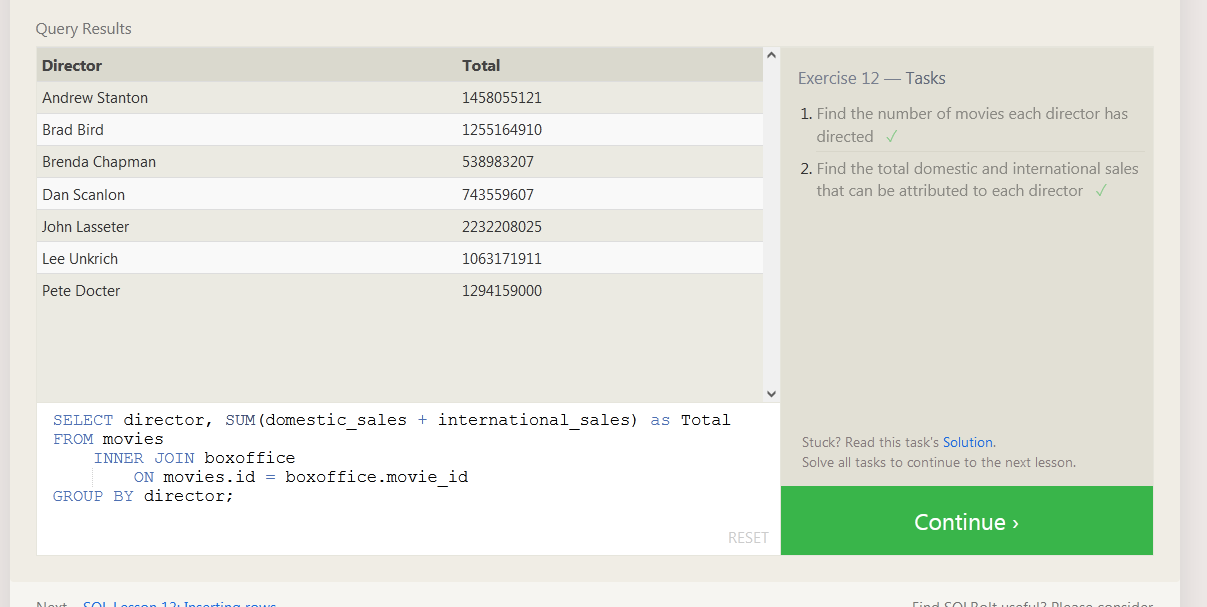 Query Results
Director Total
Andrew Stanton 1458055121
Brad Bird 1255164910
Brenda Chapman 538983207
Dan Scanlon 743559607
John Lasseter 2232208025
Lee Unkrich 1063171911
Pete Docter 1294159000
SELECT director, SUM(domestic_sales + international_sales) as Total
FROM movies
INNER JOIN boxoffice
ON movies.id = boxoffice.movie_id
GROUP BY director;
RESET
Exercise 12 — Tasks
1. Find the number of movies each director has
directed ✓
2. Find the total domestic and international sales
that can be attributed to each director ✓
Stuck? Read this task's Solution.
Solve all tasks to continue to the next lesson.
Continue ›
Next – SQL Lesson 13: Inserting rows
Find SQLBolt useful? Please consider